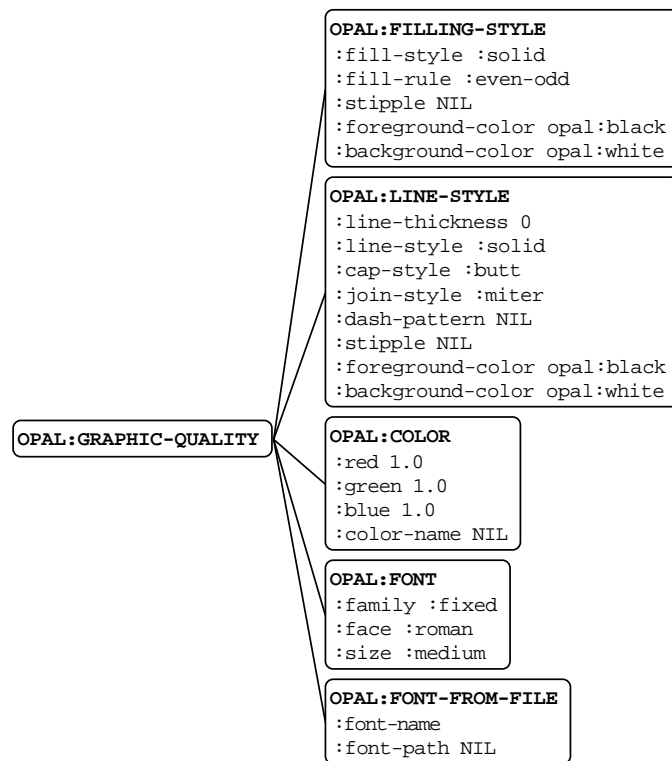 OPAL:FILLING-STYLE
:fill-style :solid
:fill-rule :even-odd
:stipple NIL
:foreground-color opal:black
:background-color opal:white
OPAL:LINE-STYLE
:line-thickness 0
:line-style :solid
:cap-style :butt
:join-style :miter
:dash-pattern NIL
:stipple NIL
:foreground-color opal:black
:background-color opal:white
OPAL:GRAPHIC-QUALITY
OPAL:COLOR
:red 1.0
:green 1.0
:blue 1.0
:color-name NIL
OPAL:FONT
:family :fixed
:face :roman
:size :medium
OPAL:FONT-FROM-FILE
:font-name
:font-path NIL